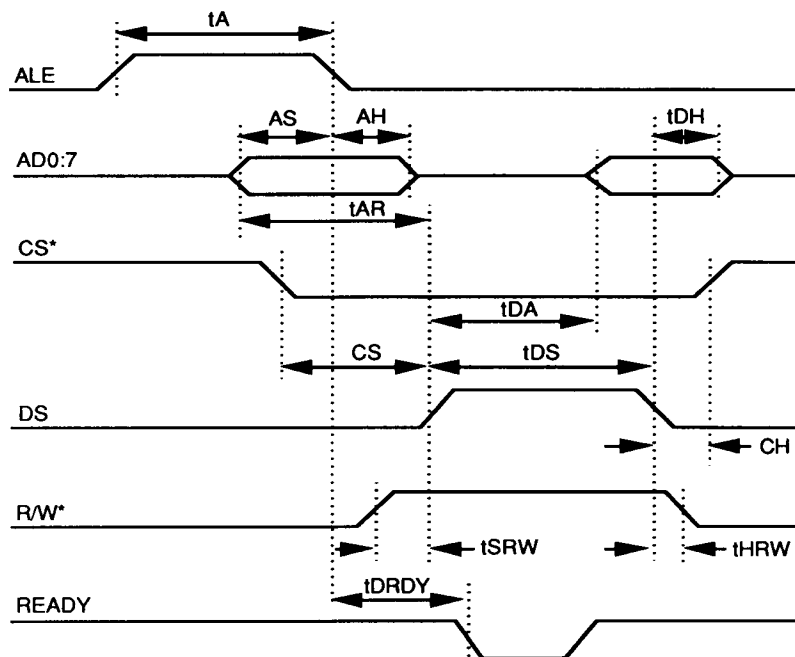 tA
ALE
AS AH tDH
AD0:7
tAR
CS*
tDA
CS tDS
DS
CH
R/W*
tSRW tHRW
tDRDY
READY